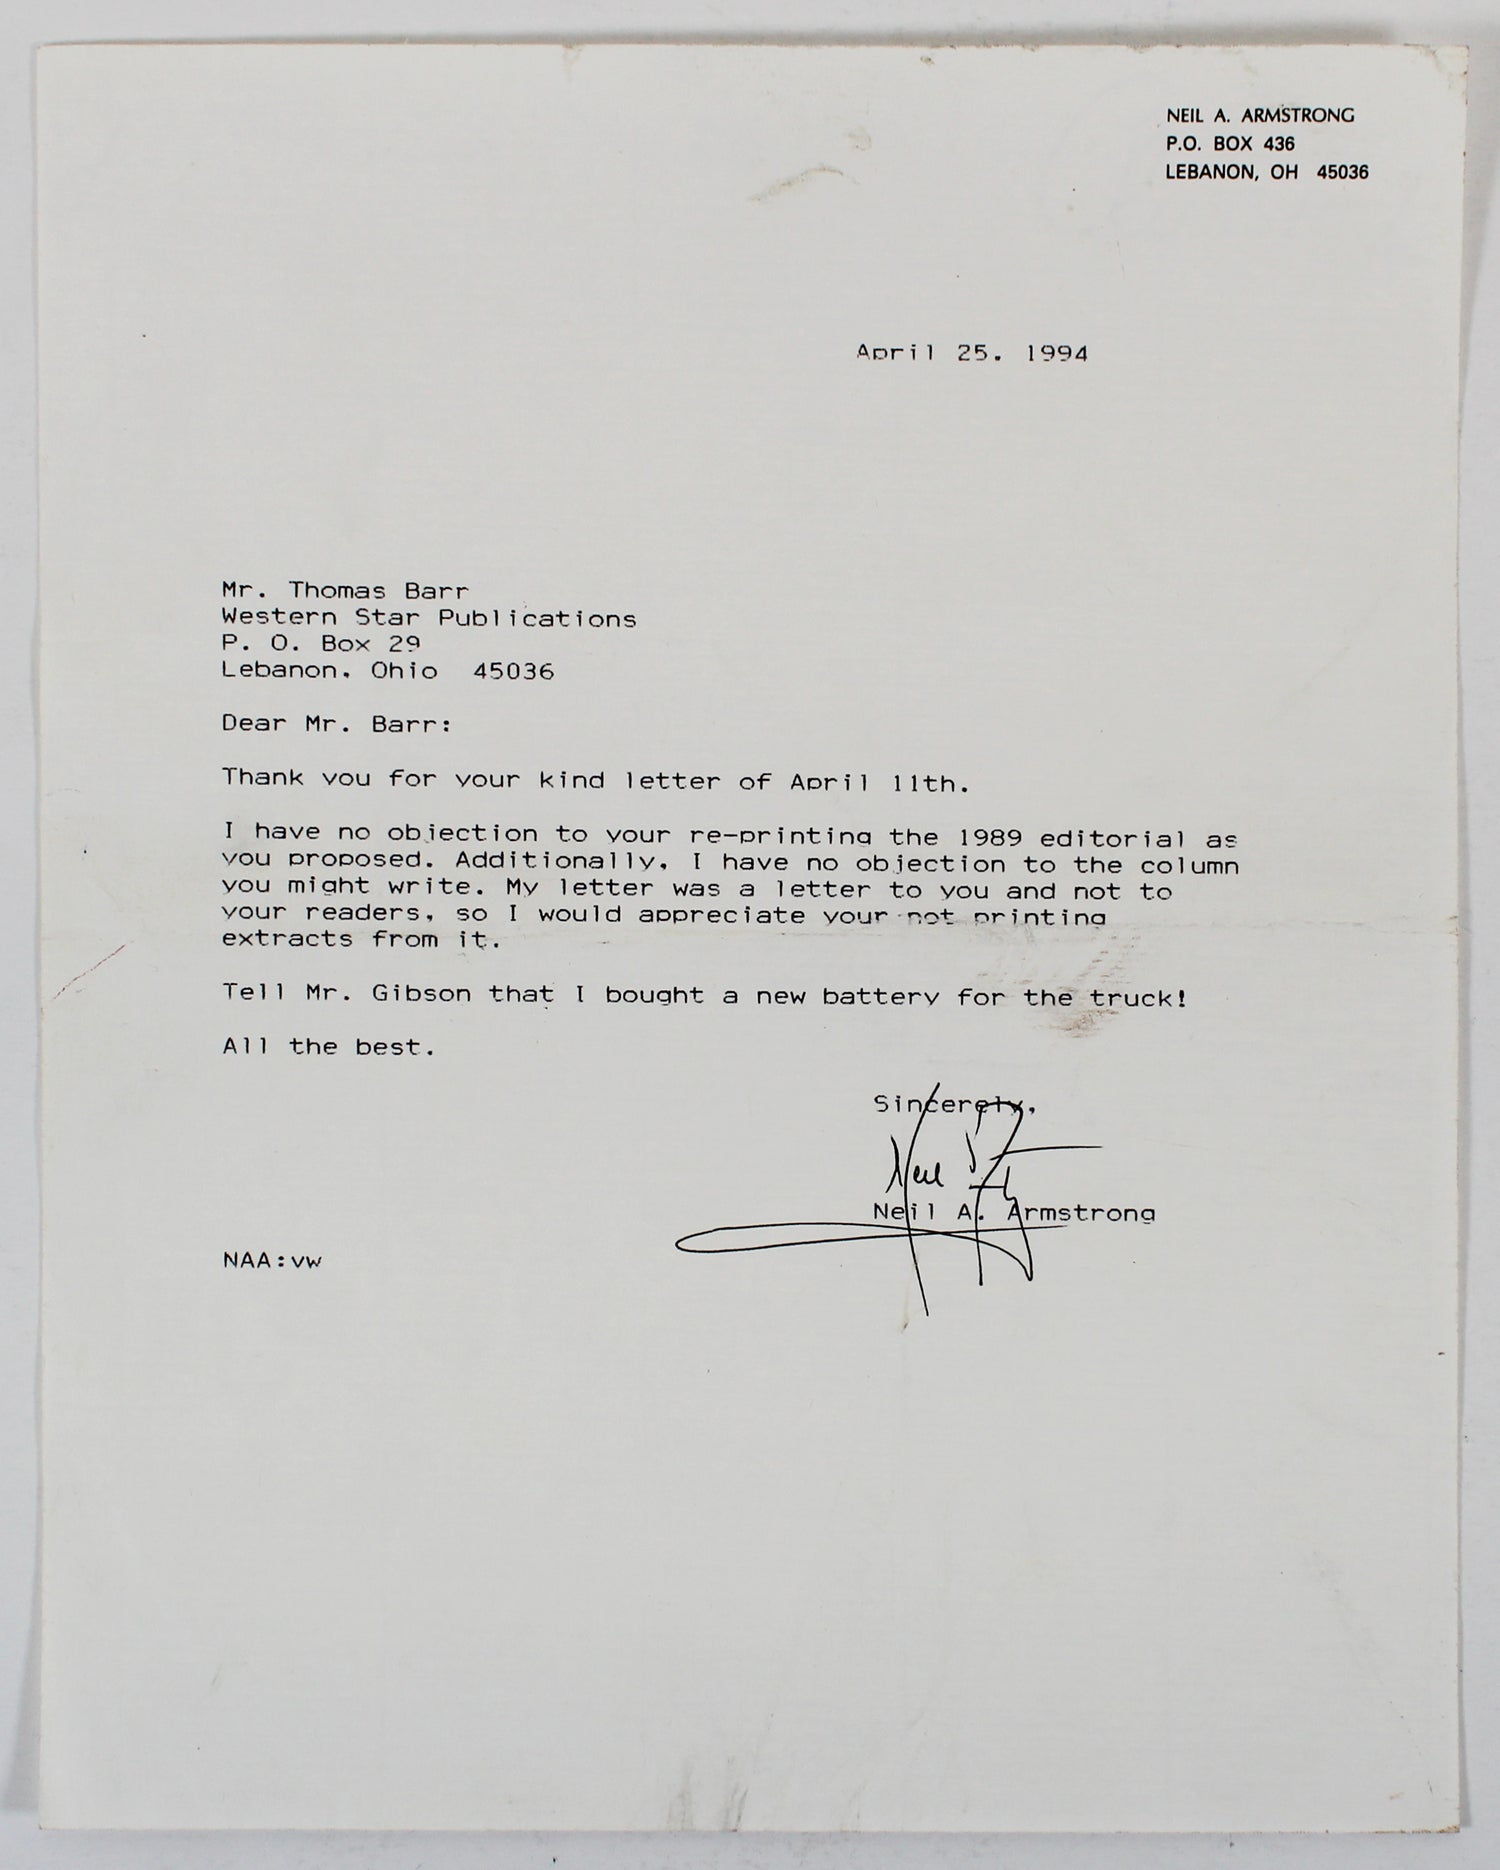 NEIL A. ARMSTRONG
P.O. BOX 436
LEBANON, OH 45036
April 25, 1994
Mr. Thomas Barr
Western Star Publications
P. O. Box 29
Lebanon, Ohio 45036
Dear Mr. Barr:
Thank you for your kind letter of April 11th.
I have no objection to your re-printing the 1989 editorial as
you proposed. Additionally, I have no objection to the column
you might write. My letter was a letter to you and not to
your readers, so I would appreciate your not printing
extracts from it.
Tell Mr. Gibson that I bought a new battery for the truck!
All the best.
Sincerely,
Neil
Neil A. Armstrong
NAA:vw